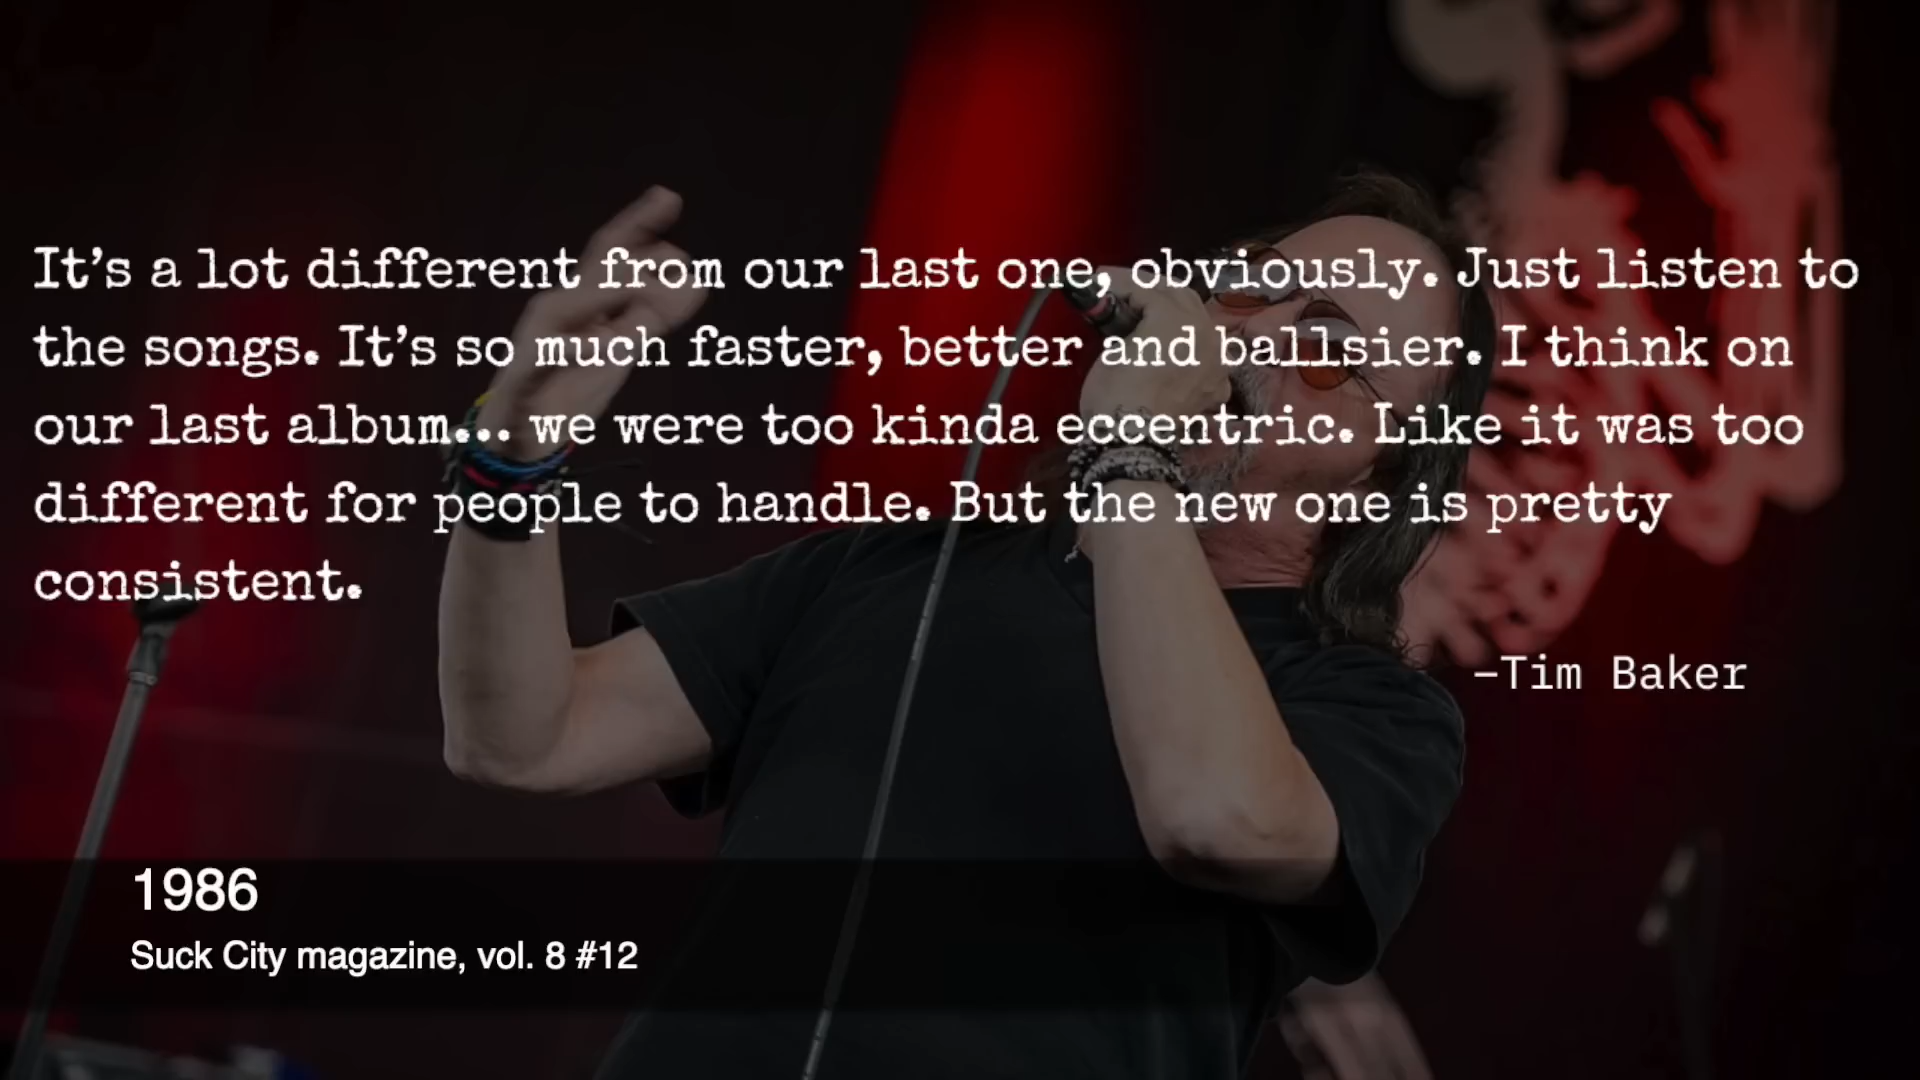 It’s a lot different from our last one, obviously. Just listen to
the songs. It’s so much faster, better and ballsier. I think on
our last album... we were too kinda eccentric. Like it was too
different for people to handle. But the new one is pretty
consistent.
–Tim Baker
1986
Suck City magazine, vol. 8 #12